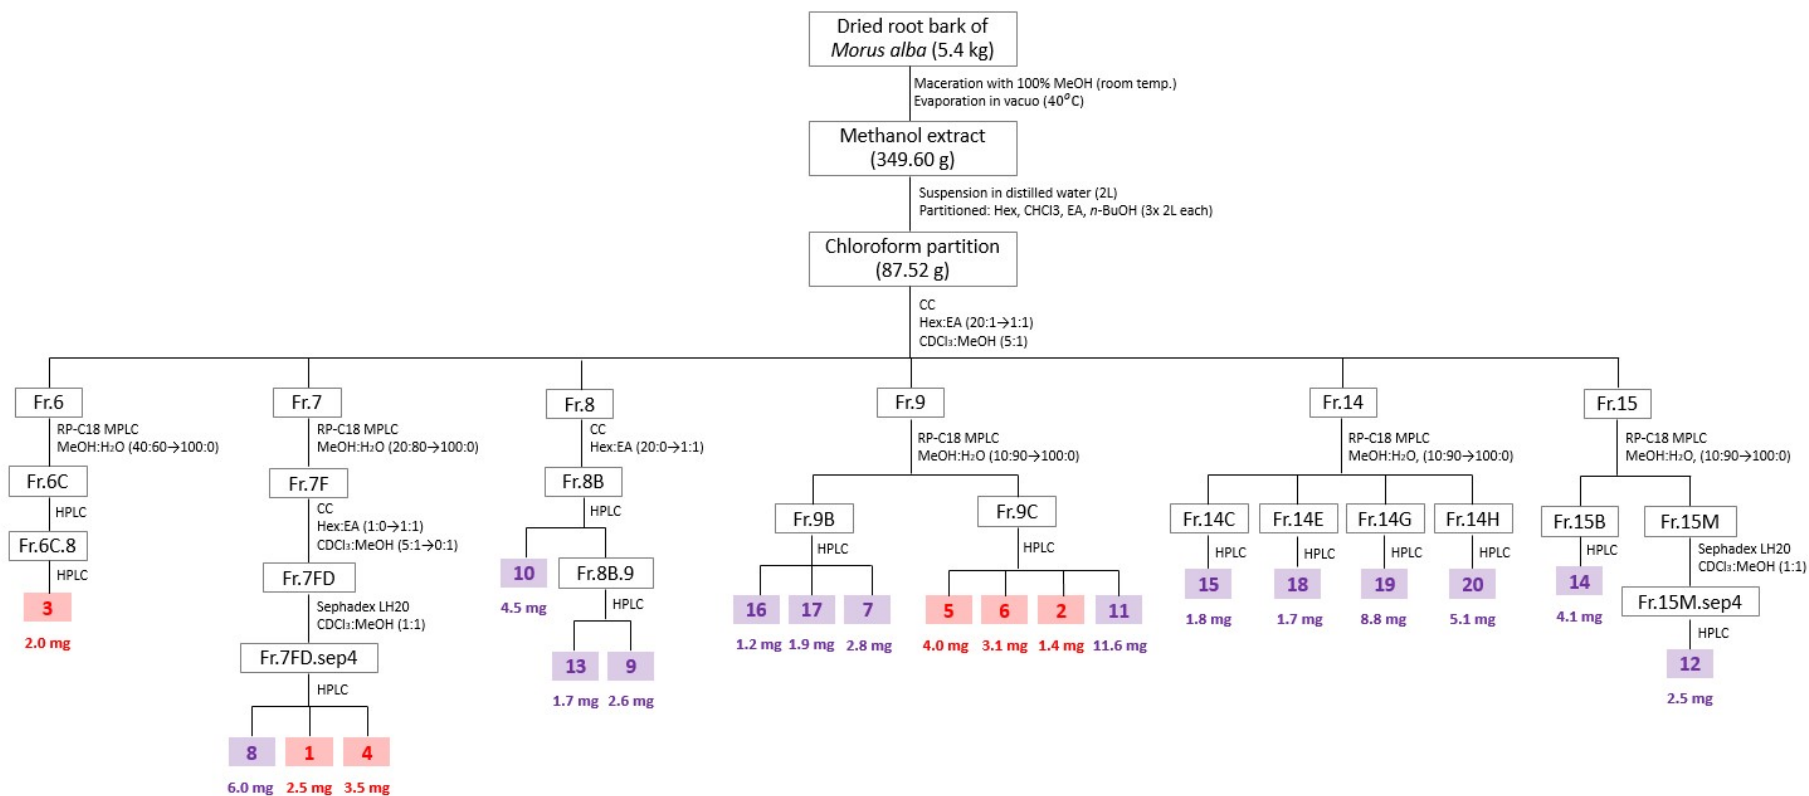 Dried root bark of
Morus alba (5.4 kg)
Maceration with 100% MeOH (room temp.)
Evaporation in vacuo (40°C)
Methanol extract
(349.60 g)
Suspension in distilled water (2L)
Partitioned: Hex, CHCl3, EA, n-BuOH (3x 2L each)
Chloroform partition
(87.52 g)
CC
Hex:EA (20:1→1:1)
CDCl₃:MeOH (5:1)
Fr.6
RP-C18 MPLC
MeOH:H₂O (40:60→100:0)
Fr.6C
HPLC
Fr.6C.8
HPLC
3
2.0 mg
Fr.7
RP-C18 MPLC
MeOH:H₂O (20:80→100:0)
Fr.7F
CC
Hex:EA (1:0→1:1)
CDCl₃:MeOH (5:1→0:1)
Fr.7FD
Sephadex LH20
CDCl₃:MeOH (1:1)
Fr.7FD.sep4
HPLC
8 1 4
6.0 mg 2.5 mg 3.5 mg
Fr.8
CC
Hex:EA (20:0→1:1)
Fr.8B
HPLC
10
4.5 mg
Fr.8B.9
HPLC
13 9
1.7 mg 2.6 mg
Fr.9
RP-C18 MPLC
MeOH:H₂O (10:90→100:0)
Fr.9B
HPLC
16 17 7
1.2 mg 1.9 mg 2.8 mg
Fr.9C
HPLC
5 6 2 11
4.0 mg 3.1 mg 1.4 mg 11.6 mg
Fr.14
RP-C18 MPLC
MeOH:H₂O, (10:90→100:0)
Fr.14C Fr.14E Fr.14G Fr.14H
HPLC HPLC HPLC HPLC
15 18 19 20
1.8 mg 1.7 mg 8.8 mg 5.1 mg
Fr.15
RP-C18 MPLC
MeOH:H₂O, (10:90→100:0)
Fr.15B
HPLC
14
4.1 mg
Fr.15M
Sephadex LH20
CDCl₃:MeOH (1:1)
Fr.15M.sep4
HPLC
12
2.5 mg